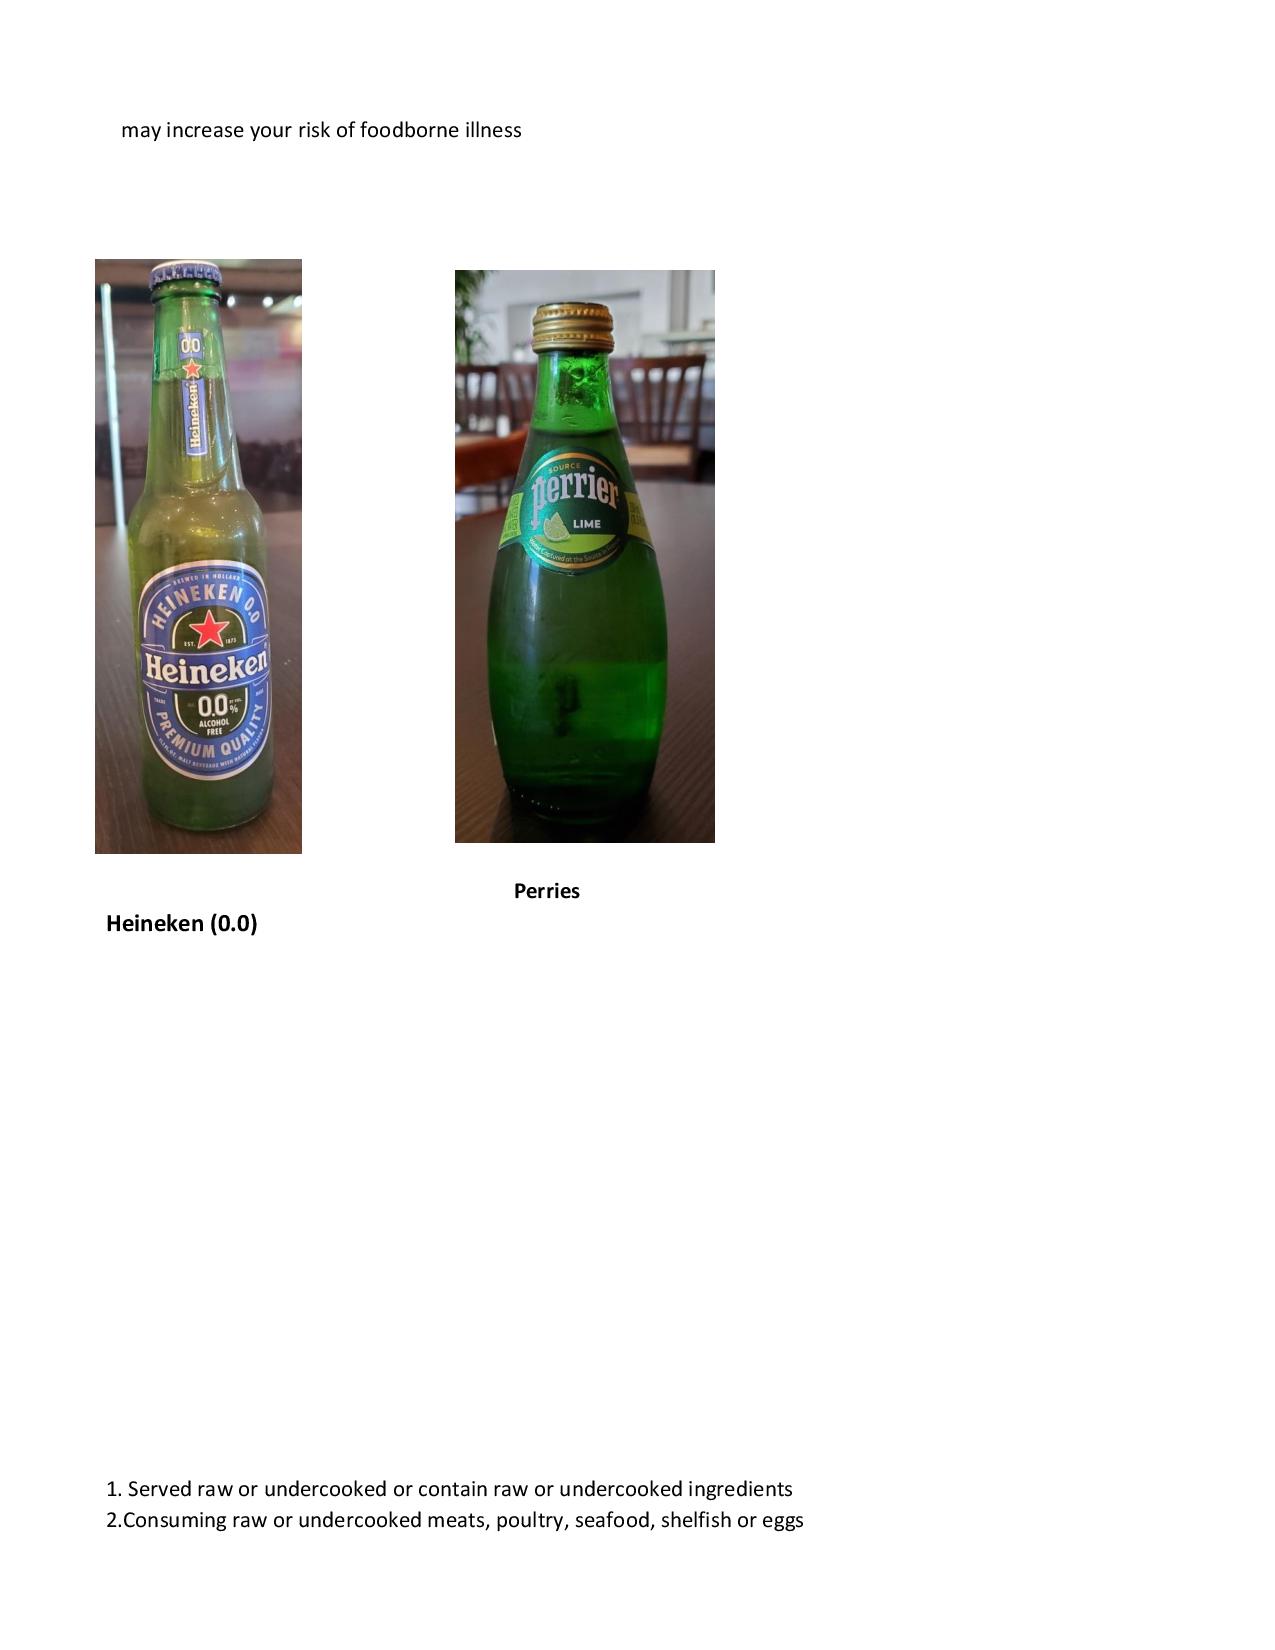 may increase your risk of foodborne illness
0.0
Heineken
BREWED IN HOLLAND
HEINEKEN 0.0
EST. 1873
Heineken
TRADE MARK
0.0%
ALCOHOL
FREE
PREMIUM QUALITY
SOURCE
perrier
LIME
Perries
Heineken (0.0)
1. Served raw or undercooked or contain raw or undercooked ingredients
2.Consuming raw or undercooked meats, poultry, seafood, shelfish or eggs